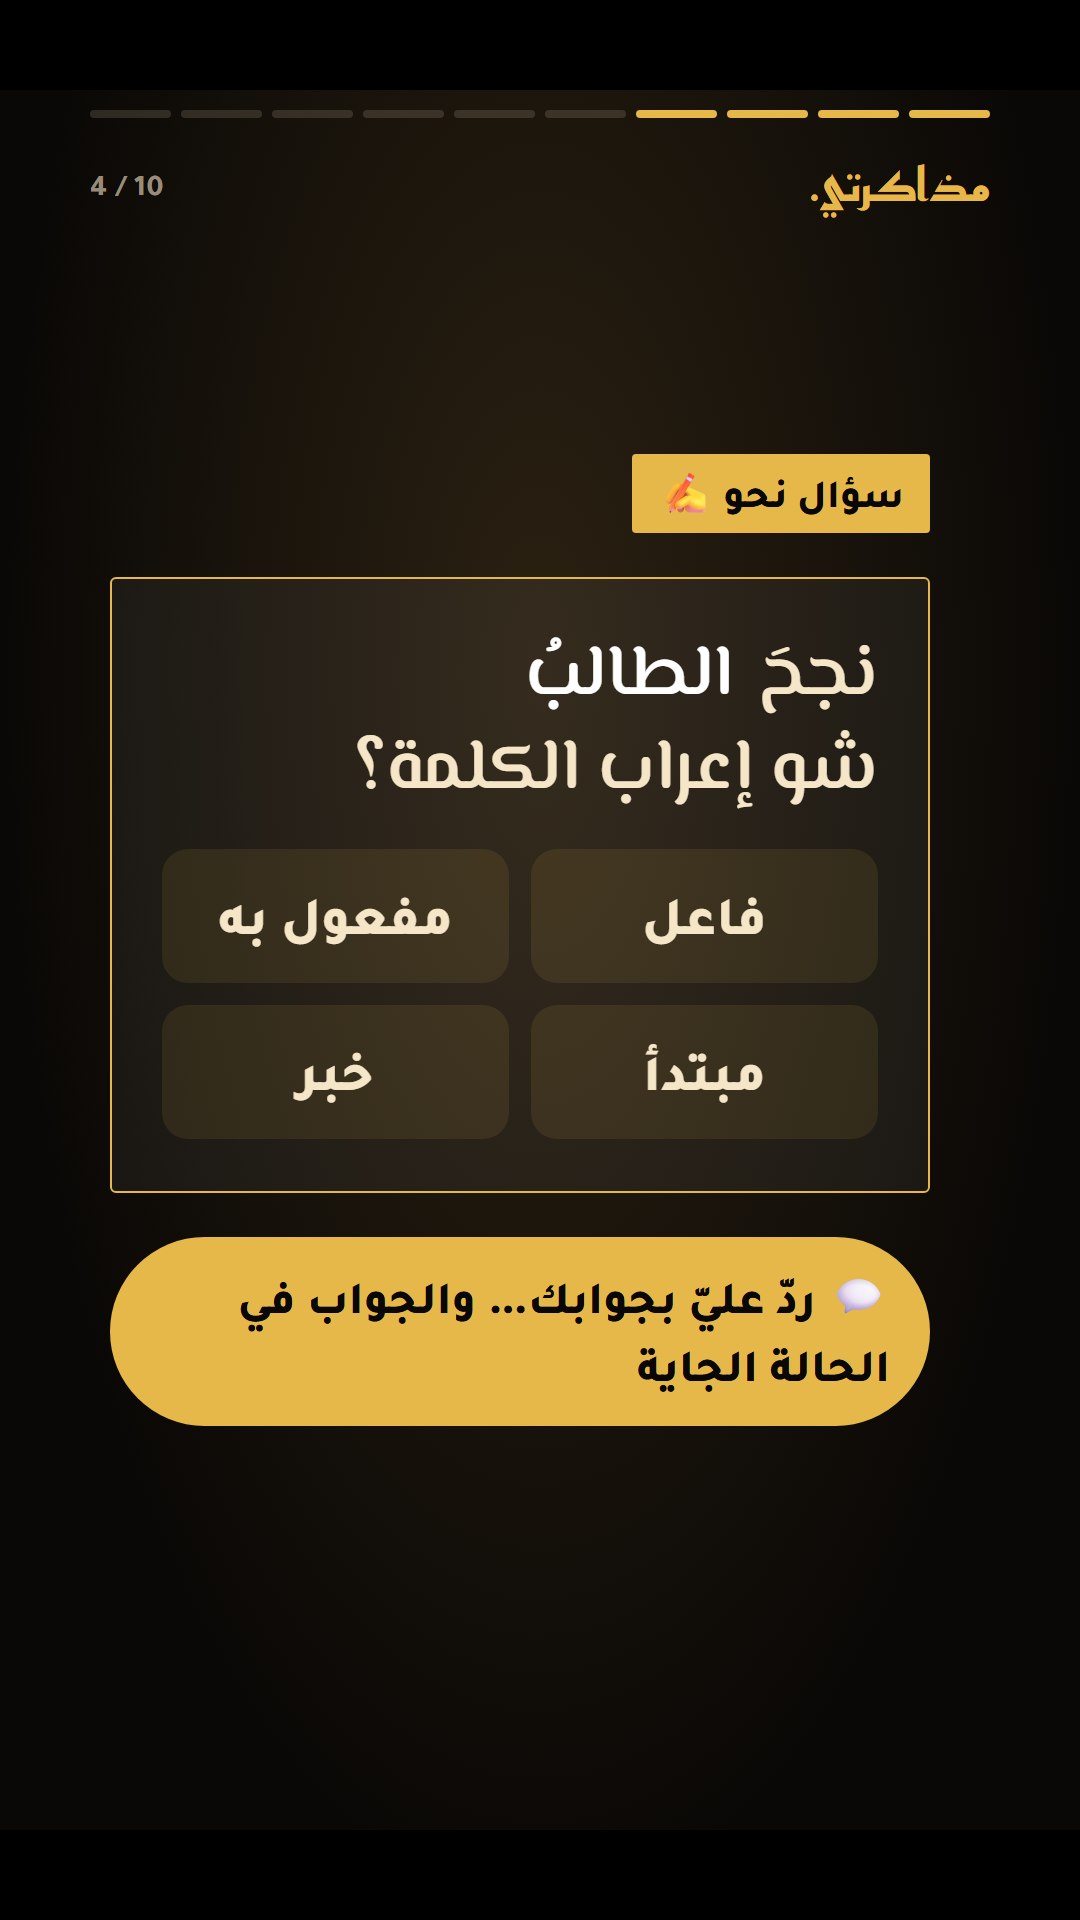 مذاكرتي.
4 / 10
سؤال نحو ✍️
نجحَ الطالبُ
شو إعراب الكلمة؟
فاعل
مفعول به
مبتدأ
خبر
💬 ردّ عليّ بجوابك... والجواب في
الحالة الجاية